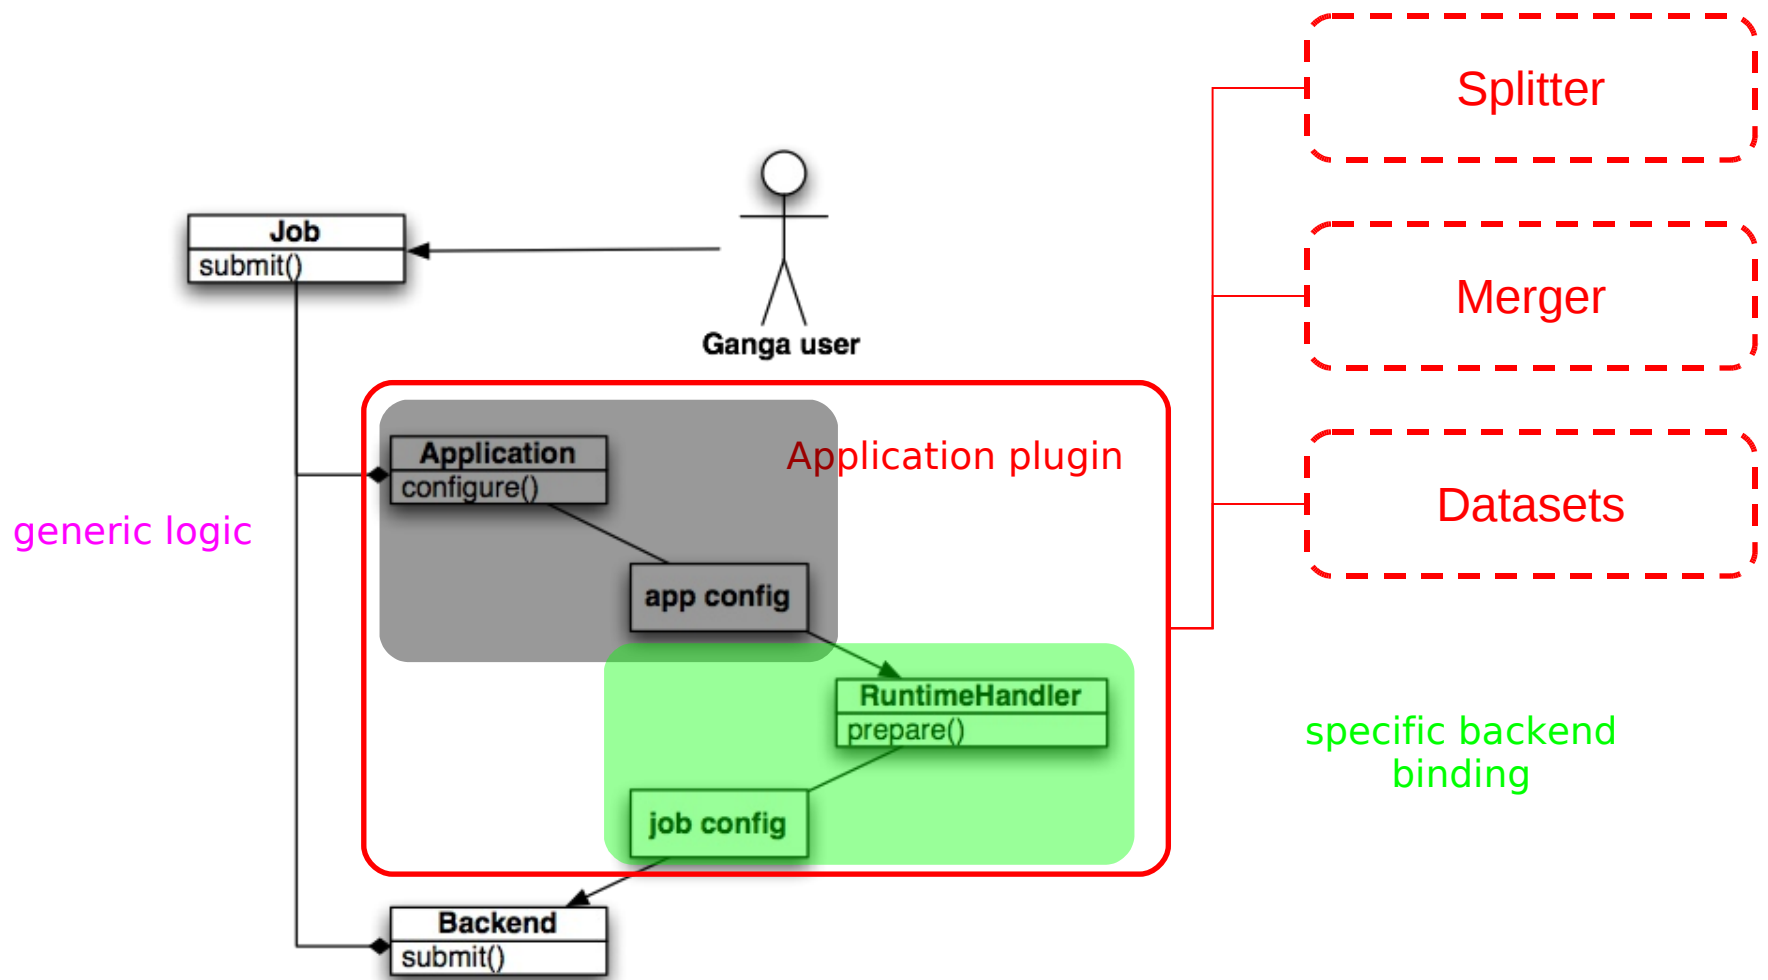 Splitter
Job
submit()
Merger
Ganga user
Application plugin
Application
configure()
Datasets
generic logic
app config
RuntimeHandler
prepare()
specific backend
binding
job config
Backend
submit()